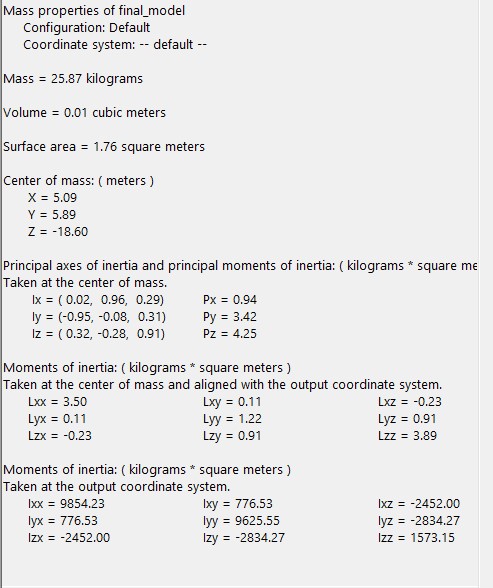 Mass properties of final_model
Configuration: Default
Coordinate system: -- default --
Mass = 25.87 kilograms
Volume = 0.01 cubic meters
Surface area = 1.76 square meters
Center of mass: ( meters )
X = 5.09
Y = 5.89
Z = -18.60
Principal axes of inertia and principal moments of inertia: ( kilograms * square me
Taken at the center of mass.
Ix = ( 0.02, 0.96, 0.29) Px = 0.94
Iy = (-0.95, -0.08, 0.31) Py = 3.42
Iz = ( 0.32, -0.28, 0.91) Pz = 4.25
Moments of inertia: ( kilograms * square meters )
Taken at the center of mass and aligned with the output coordinate system.
Lxx = 3.50 Lxy = 0.11 Lxz = -0.23
Lyx = 0.11 Lyy = 1.22 Lyz = 0.91
Lzx = -0.23 Lzy = 0.91 Lzz = 3.89
Moments of inertia: ( kilograms * square meters )
Taken at the output coordinate system.
Ixx = 9854.23 Ixy = 776.53 Ixz = -2452.00
Iyx = 776.53 Iyy = 9625.55 Iyz = -2834.27
Izx = -2452.00 Izy = -2834.27 Izz = 1573.15